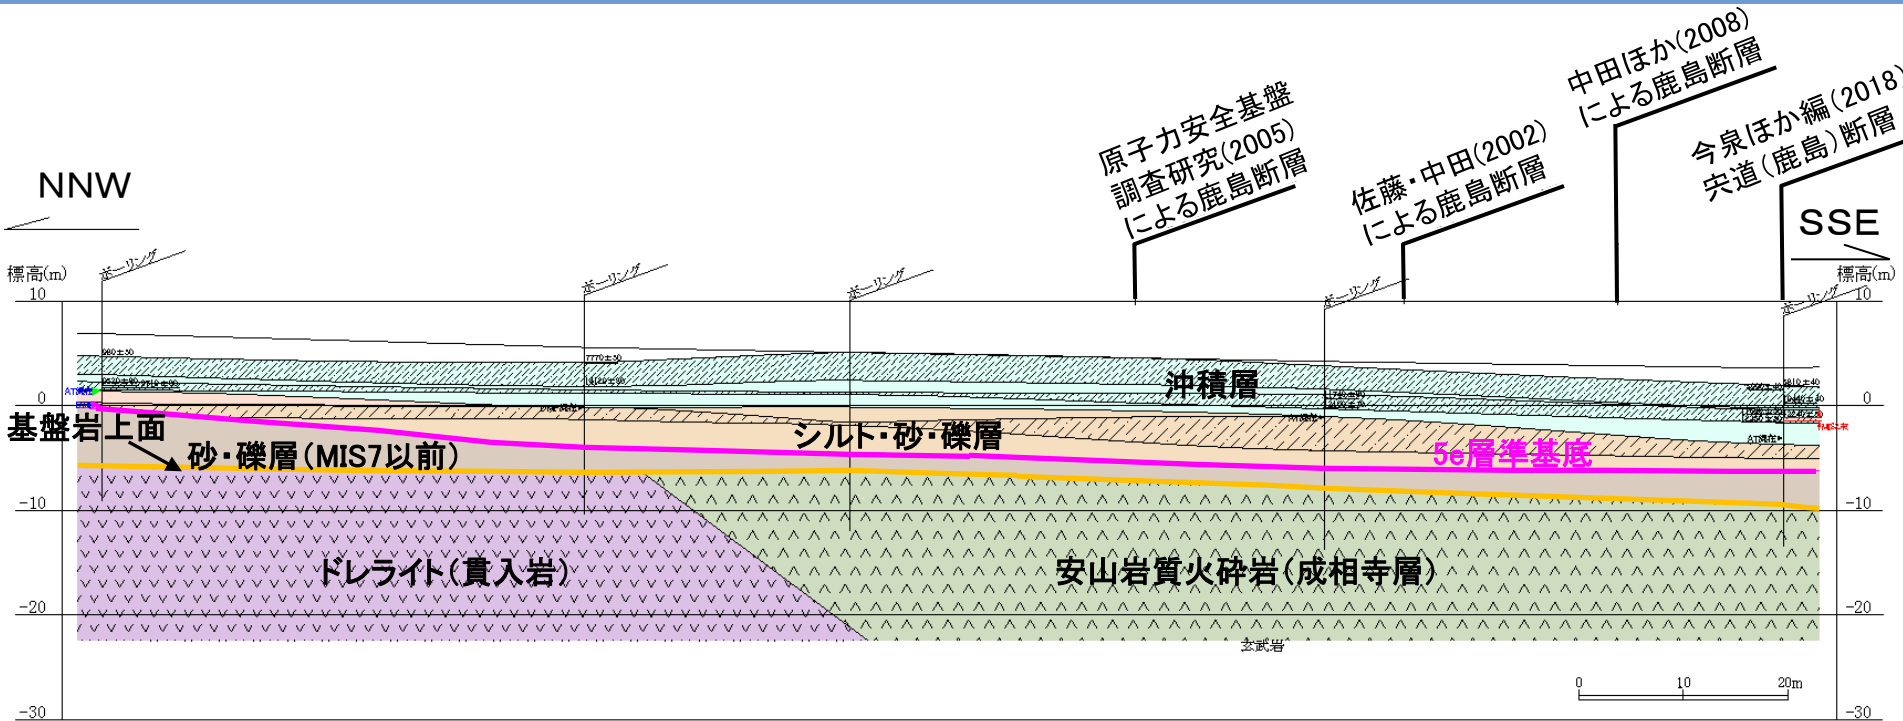 中田ほか(2008)
による鹿島断層
原子力安全基盤
調査研究(2005)
による鹿島断層
佐藤・中田(2002)
による鹿島断層
今泉ほか編(2018)
宍道(鹿島)断層
NNW
SSE
標高(m)
標高(m)
ボーリング
ボーリング
ボーリング
ボーリング
ボーリング
10
10
7770±50
沖積層
0
0
基盤岩上面
砂・礫層(MIS7以前)
シルト・砂・礫層
5e層準基底
-10
-10
ドレライト(貫入岩)
安山岩質火砕岩(成相寺層)
-20
-20
玄武岩
0 10 20m
-30
-30